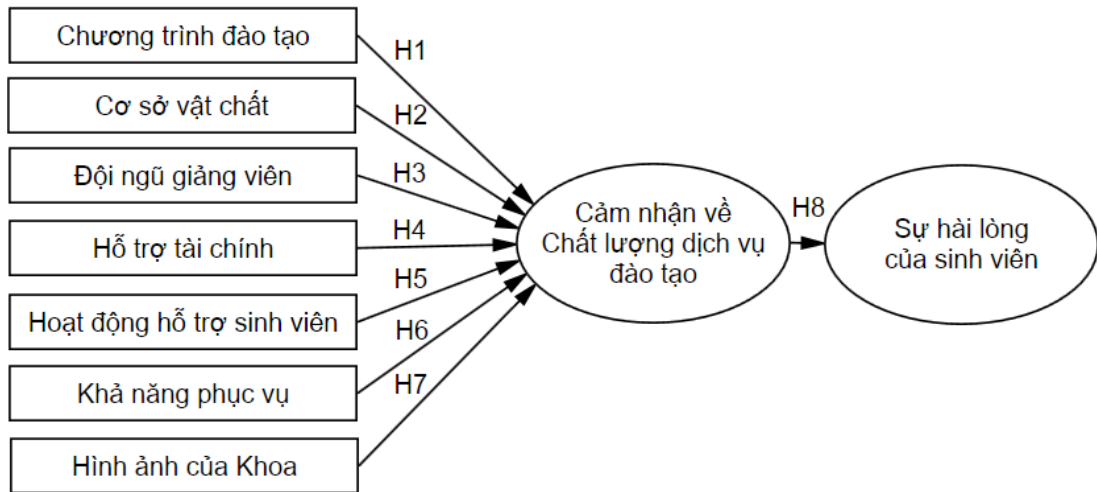 Chương trình đào tạo
H1
Cơ sở vật chất
H2
Đội ngũ giảng viên
H3
Hỗ trợ tài chính
H4
Hoạt động hỗ trợ sinh viên
H5
Khả năng phục vụ
H6
Hình ảnh của Khoa
H7
Cảm nhận về
Chất lượng dịch vụ
đào tạo
H8
Sự hài lòng
của sinh viên